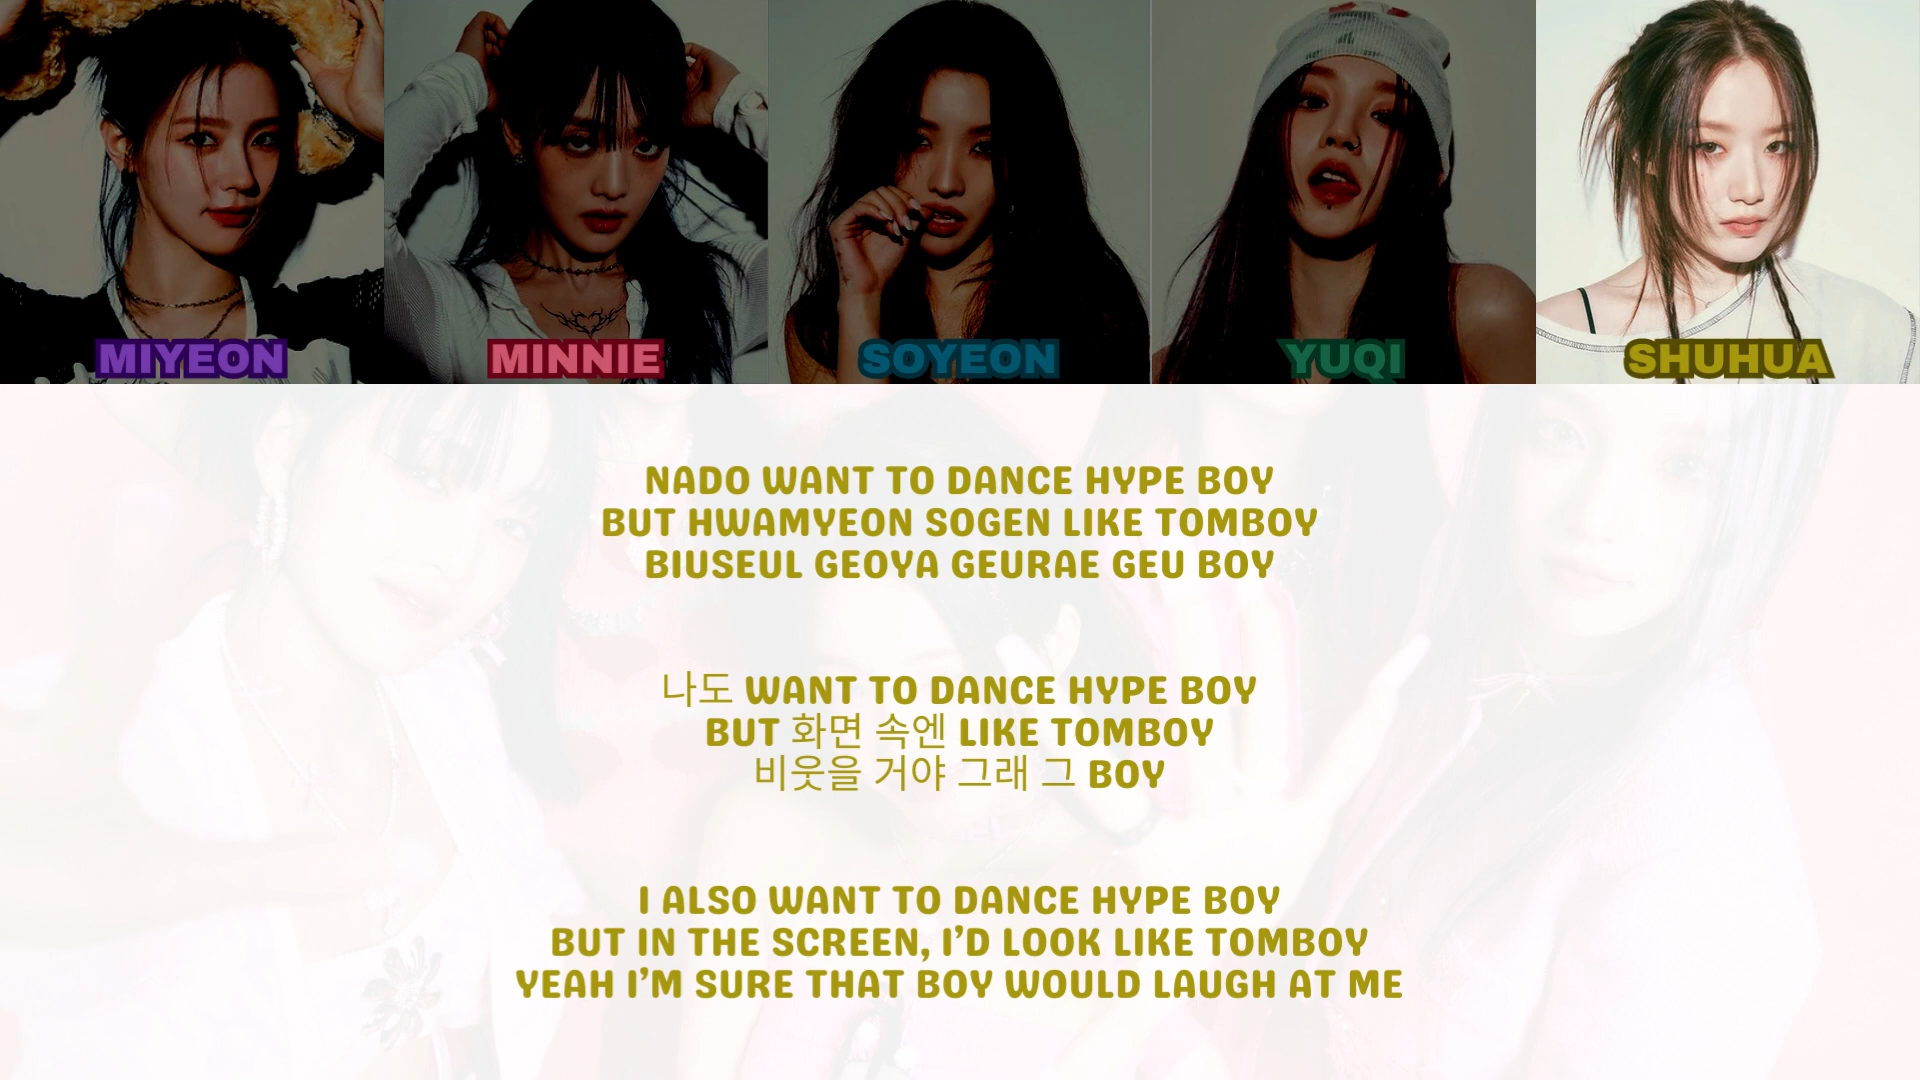 MIYEON
MINNIE
SOYEON
YUQI
SHUHUA
NADO WANT TO DANCE HYPE BOY
BUT HWAMYEON SOGEN LIKE TOMBOY
BIUSEUL GEOYA GEURAE GEU BOY
나도 WANT TO DANCE HYPE BOY
BUT 화면 속엔 LIKE TOMBOY
비웃을 거야 그래 그 BOY
I ALSO WANT TO DANCE HYPE BOY
BUT IN THE SCREEN, I’D LOOK LIKE TOMBOY
YEAH I’M SURE THAT BOY WOULD LAUGH AT ME